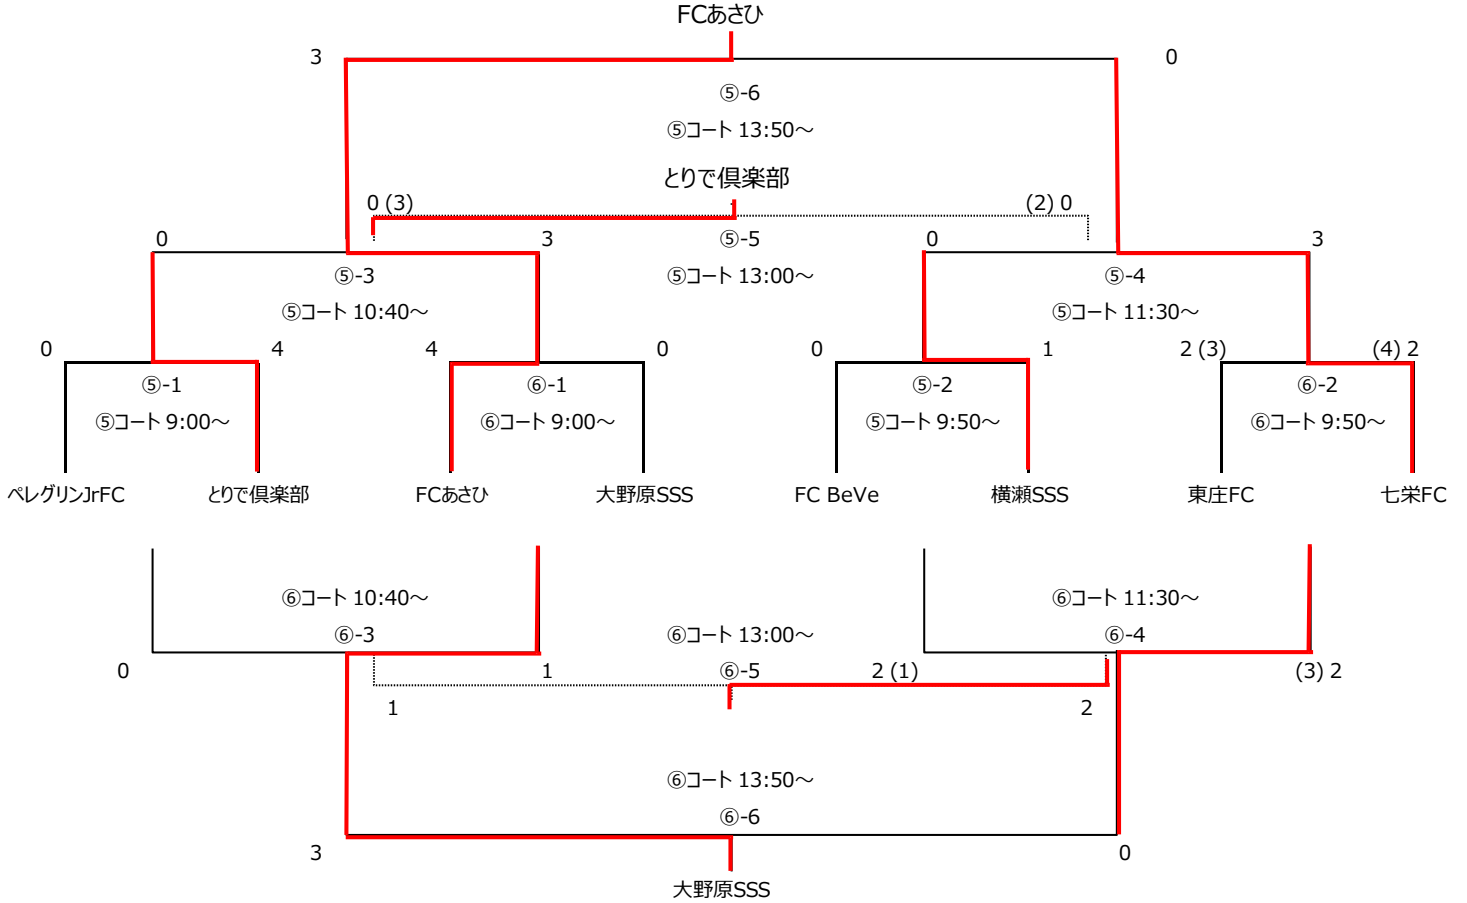 FCあさひ
3 0
⑤-6
⑤コート 13:50～
とりで倶楽部
0 (3) (2) 0
0 3 ⑤-5 0 3
⑤-3 ⑤コート 13:00～ ⑤-4
⑤コート 10:40～ ⑤コート 11:30～
0 4 4 0 0 1 2 (3) (4) 2
⑤-1 ⑥-1 ⑤-2 ⑥-2
⑤コート 9:00～ ⑥コート 9:00～ ⑤コート 9:50～ ⑥コート 9:50～
ペレグリンJrFC とりで倶楽部 FCあさひ 大野原SSS FC BeVe 横瀬SSS 東庄FC 七栄FC
⑥コート 10:40～ ⑥コート 11:30～
⑥-3 ⑥コート 13:00～ ⑥-4
0 1 ⑥-5 2 (1) (3) 2
1 2
⑥コート 13:50～
⑥-6
3 0
大野原SSS